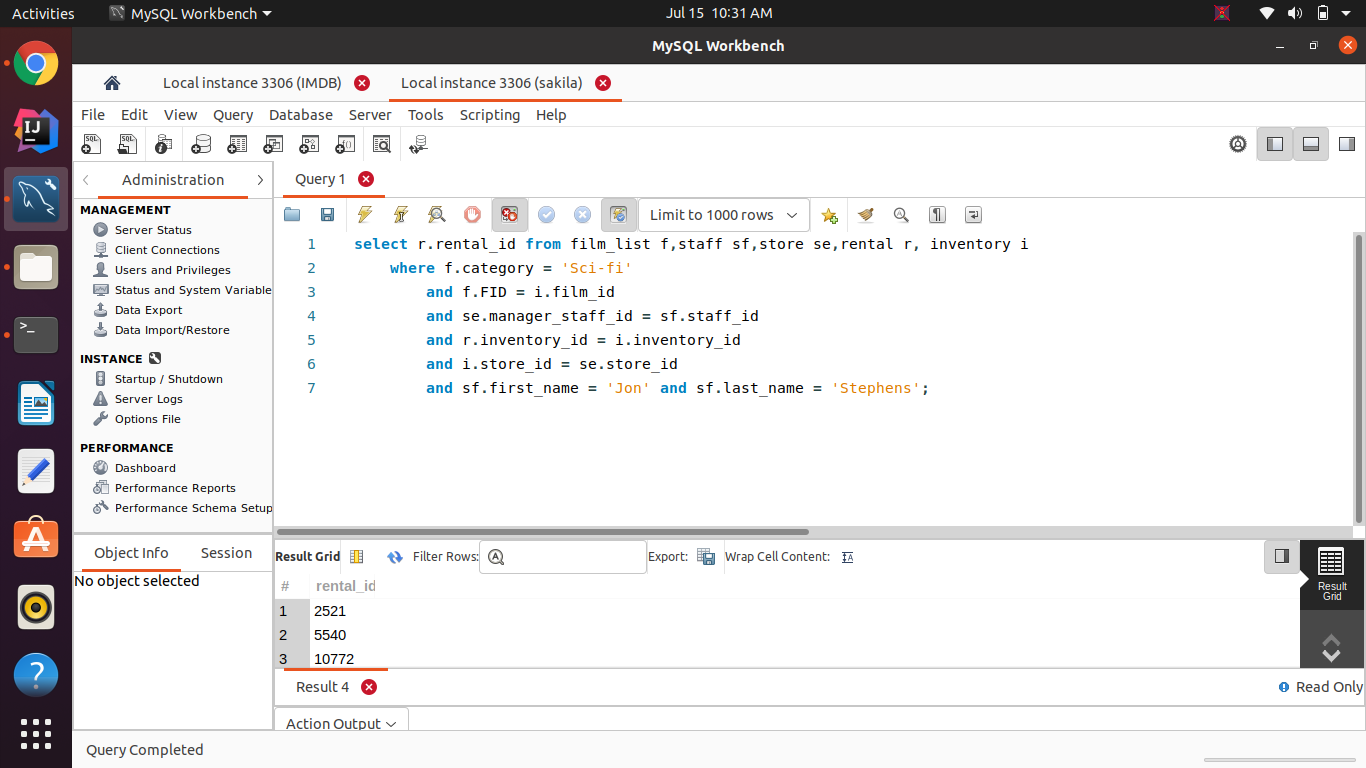 Activities MySQL Workbench Jul 15 10:31 AM
MySQL Workbench
Local instance 3306 (IMDB) Local instance 3306 (sakila)
File Edit View Query Database Server Tools Scripting Help
Administration
Query 1
MANAGEMENT
Server Status
Client Connections
Users and Privileges
Status and System Variable
Data Export
Data Import/Restore
INSTANCE
Startup / Shutdown
Server Logs
Options File
PERFORMANCE
Dashboard
Performance Reports
Performance Schema Setup
Object Info Session
No object selected
Limit to 1000 rows
1 select r.rental_id from film_list f,staff sf,store se,rental r, inventory i
2 where f.category = 'Sci-fi'
3 and f.FID = i.film_id
4 and se.manager_staff_id = sf.staff_id
5 and r.inventory_id = i.inventory_id
6 and i.store_id = se.store_id
7 and sf.first_name = 'Jon' and sf.last_name = 'Stephens';
Result Grid Filter Rows: Export: Wrap Cell Content:
# rental_id
1 2521
2 5540
3 10772
Result
Grid
Result 4 Read Only
Action Output
Query Completed